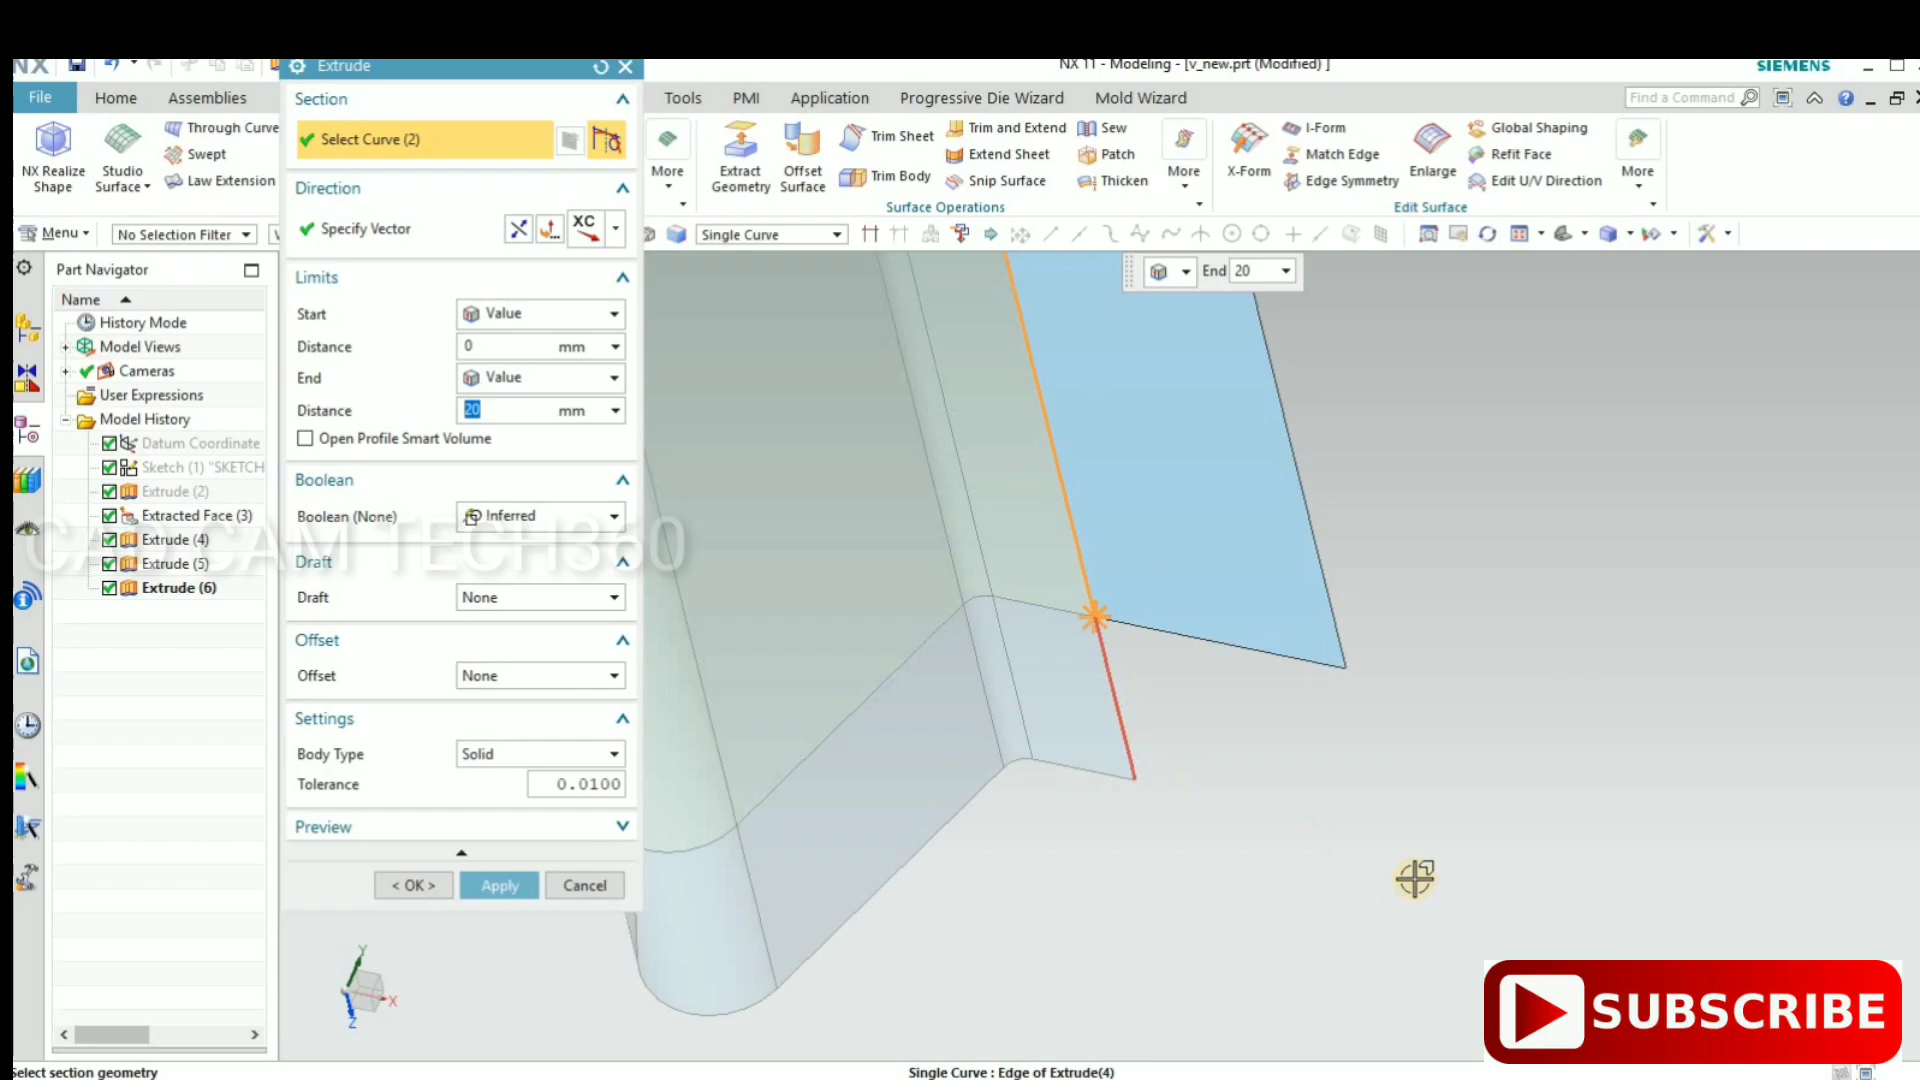 NX
Extrude
NX 11 - Modeling - [v_new.prt (Modified) ]
SIEMENS
File
Home
Assemblies
Tools
PMI
Application
Progressive Die Wizard
Mold Wizard
Find a Command
NX Realize
Shape
Studio
Surface
Through Curve
Swept
Law Extension
More
Extract
Geometry
Offset
Surface
Trim Sheet
Trim Body
Trim and Extend
Extend Sheet
Snip Surface
Sew
Patch
Thicken
More
Surface Operations
X-Form
I-Form
Match Edge
Edge Symmetry
Enlarge
Global Shaping
Refit Face
Edit U/V Direction
More
Edit Surface
Menu
No Selection Filter
Single Curve
Part Navigator
Name
History Mode
Model Views
Cameras
User Expressions
Model History
Datum Coordinate
Sketch (1) "SKETCH
Extrude (2)
Extracted Face (3)
Extrude (4)
Extrude (5)
Extrude (6)
Section
Select Curve (2)
Direction
Specify Vector
XC
Limits
Start
Value
Distance
0 mm
End
Value
Distance
20 mm
Open Profile Smart Volume
Boolean
Boolean (None)
Inferred
Draft
Draft
None
Offset
Offset
None
Settings
Body Type
Solid
Tolerance
0.0100
Preview
< OK >
Apply
Cancel
End 20
CAD CAM TECH360
Y
X
Z
SUBSCRIBE
Select section geometry
Single Curve : Edge of Extrude(4)